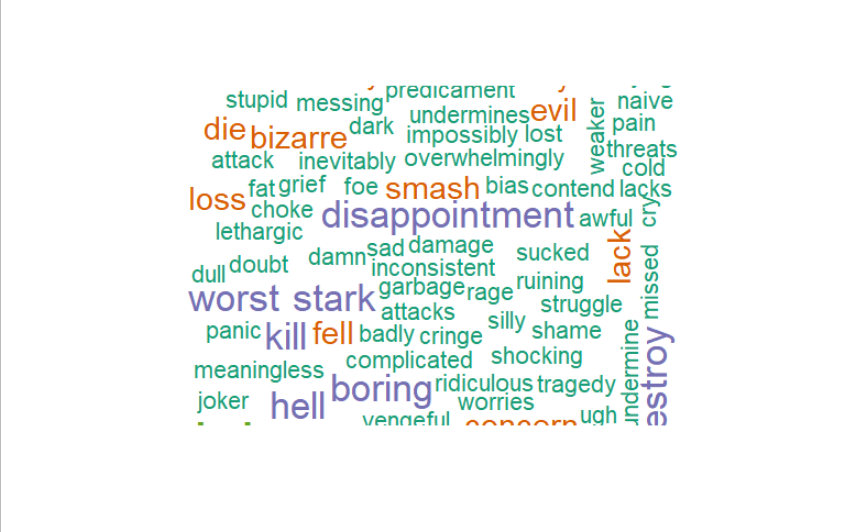 predicament
stupid messing undermines evil naive
die bizarre dark impossibly lost weaker pain
attack inevitably overwhelmingly threats
cold
loss fat grief foe smash bias contend lacks
choke disappointment awful cry
lethargic
damn sad damage sucked lack
dull doubt inconsistent missed
worst stark garbage rage ruining
attacks struggle
panic kill fell badly cringe silly shame
complicated shocking undermine
meaningless
joker hell boring ridiculous tragedy
worries
vengeful concern ugh estroy